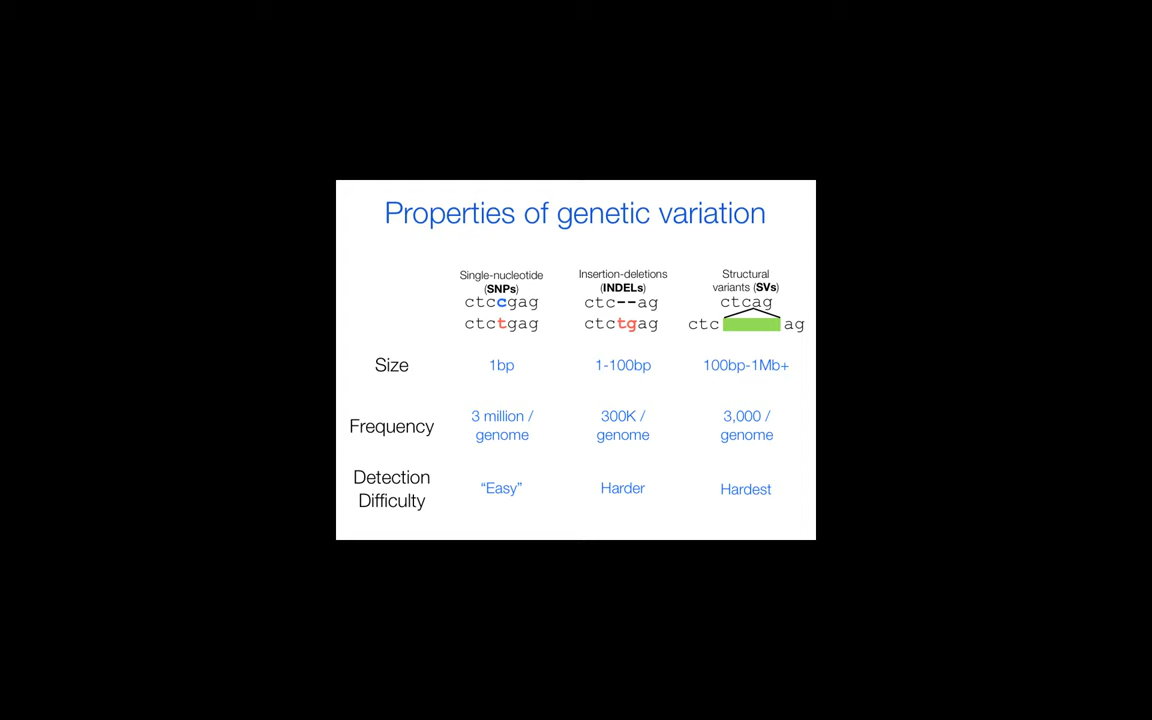 Properties of genetic variation
Single-nucleotide
(SNPs)
ctccgag
ctctgag
Insertion-deletions
(INDELs)
ctc--ag
ctctgag
Structural
variants (SVs)
ctcag
ctc ag
Size 1bp 1-100bp 100bp-1Mb+
Frequency
3 million /
genome
300K /
genome
3,000 /
genome
Detection
Difficulty
“Easy” Harder Hardest